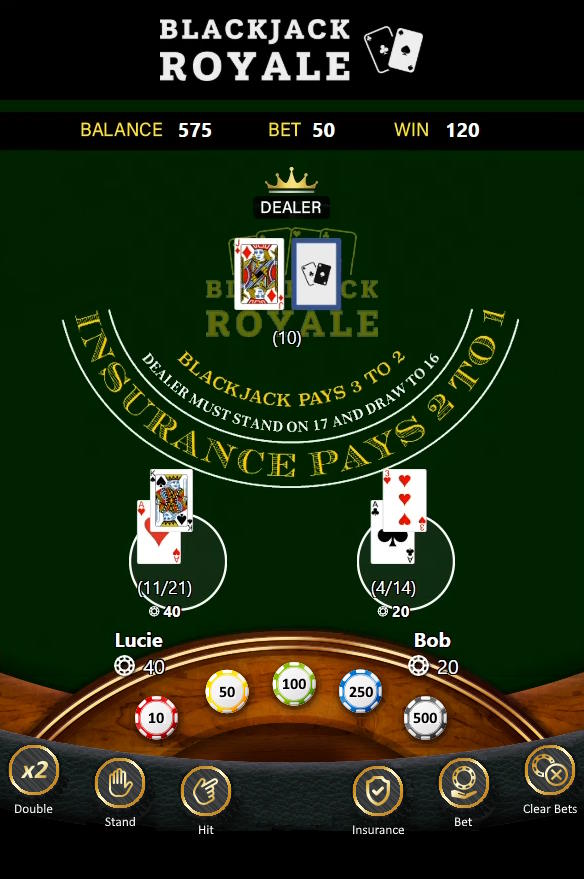 BLACKJACK
ROYALE
BALANCE 575 BET 50 WIN 120
DEALER
BLACKJACK
ROYALE
(10)
BLACKJACK PAYS 3 TO 2
DEALER MUST STAND ON 17 AND DRAW TO 16
INSURANCE PAYS 2 TO 1
K
A
A
(11/21)
40
3
3
A
A
(4/14)
20
Lucie
40
Bob
20
10
50
100
250
500
x2
Double
Stand
Hit
Insurance
Bet
Clear Bets